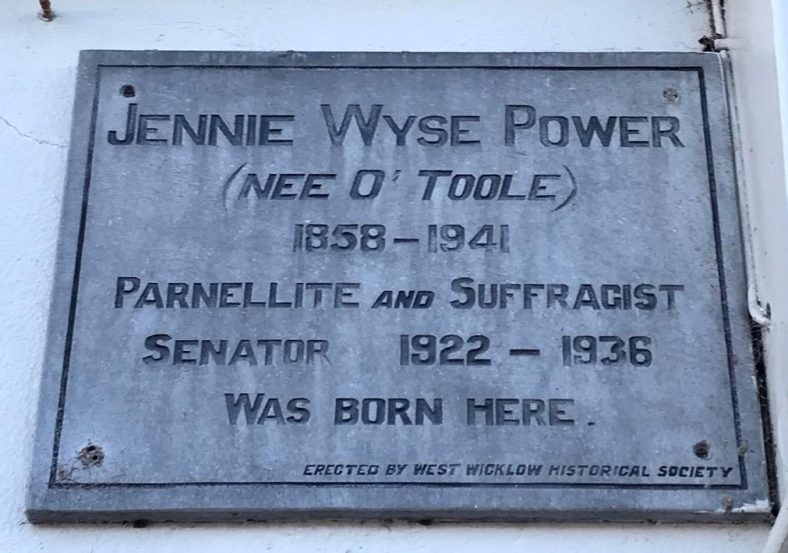 JENNIE WYSE POWER
(NEE O' TOOLE)
1858 – 1941
PARNELLITE AND SUFFRAGIST
SENATOR 1922 – 1936
WAS BORN HERE.
ERECTED BY WEST WICKLOW HISTORICAL SOCIETY